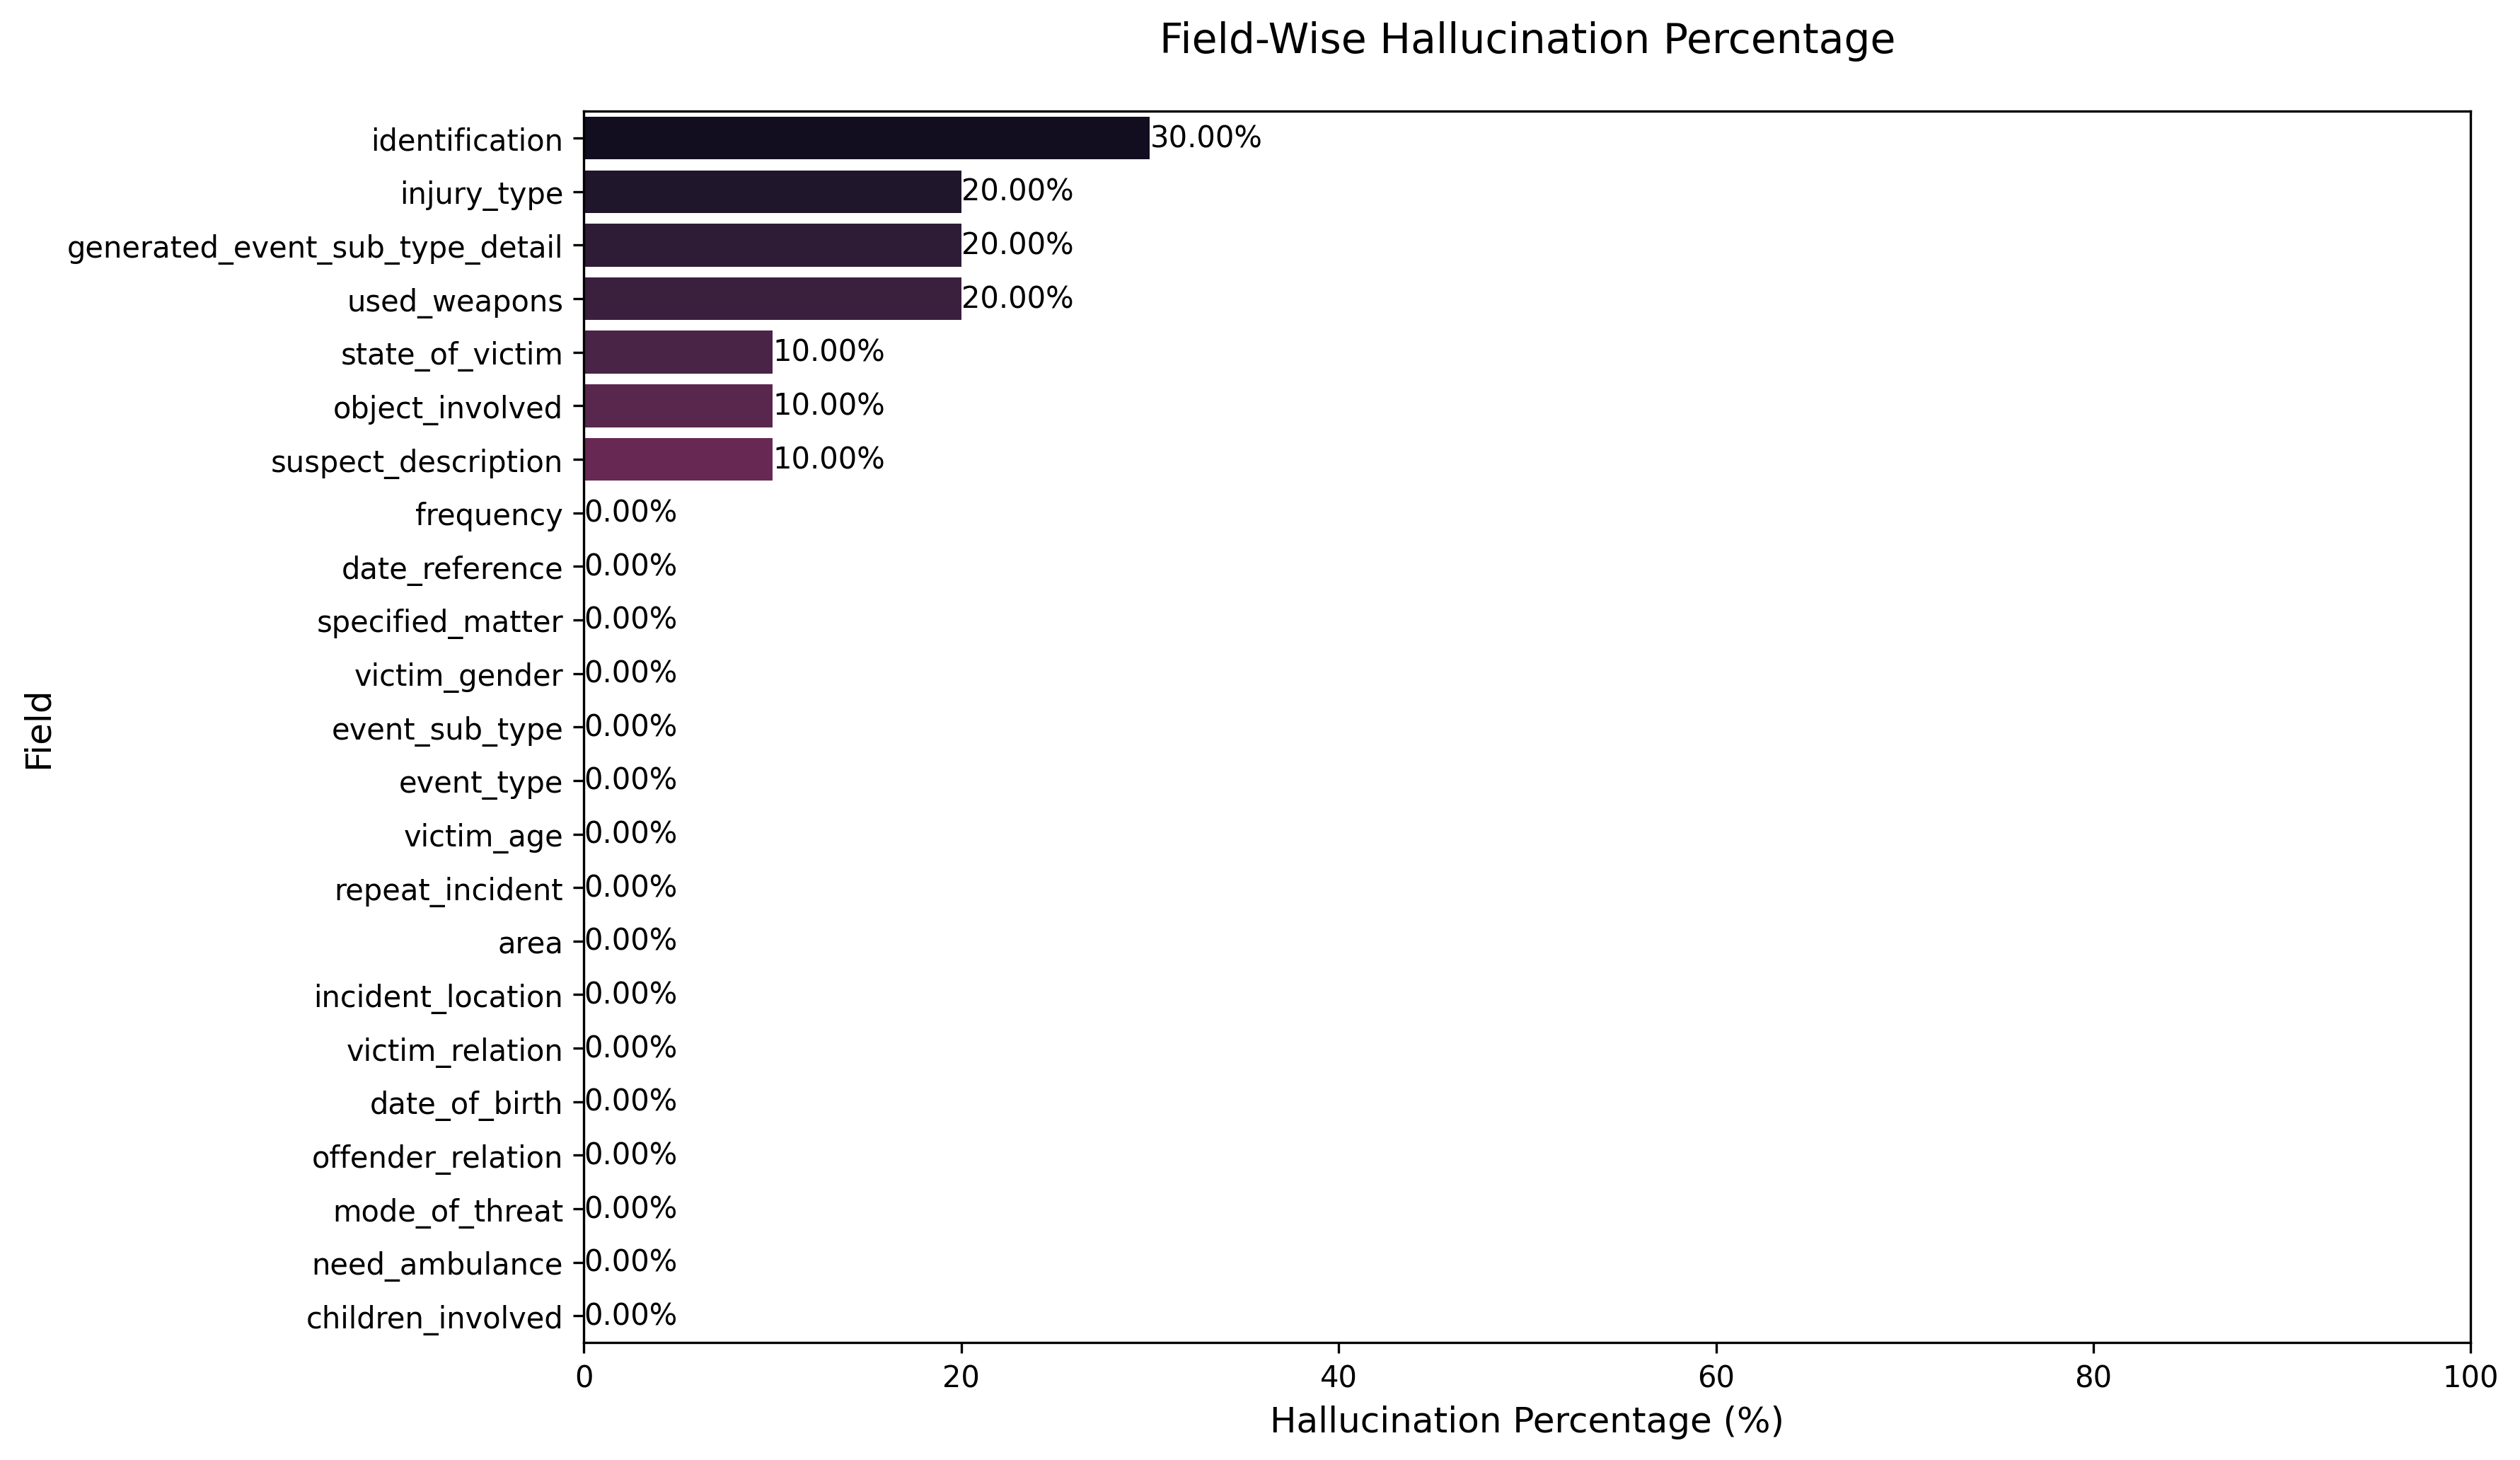 Field-Wise Hallucination Percentage
identification 30.00%
injury_type 20.00%
generated_event_sub_type_detail 20.00%
used_weapons 20.00%
state_of_victim 10.00%
object_involved 10.00%
suspect_description 10.00%
frequency 0.00%
date_reference 0.00%
specified_matter 0.00%
victim_gender 0.00%
event_sub_type 0.00%
event_type 0.00%
victim_age 0.00%
repeat_incident 0.00%
area 0.00%
incident_location 0.00%
victim_relation 0.00%
date_of_birth 0.00%
offender_relation 0.00%
mode_of_threat 0.00%
need_ambulance 0.00%
children_involved 0.00%
Field
0 20 40 60 80 100
Hallucination Percentage (%)